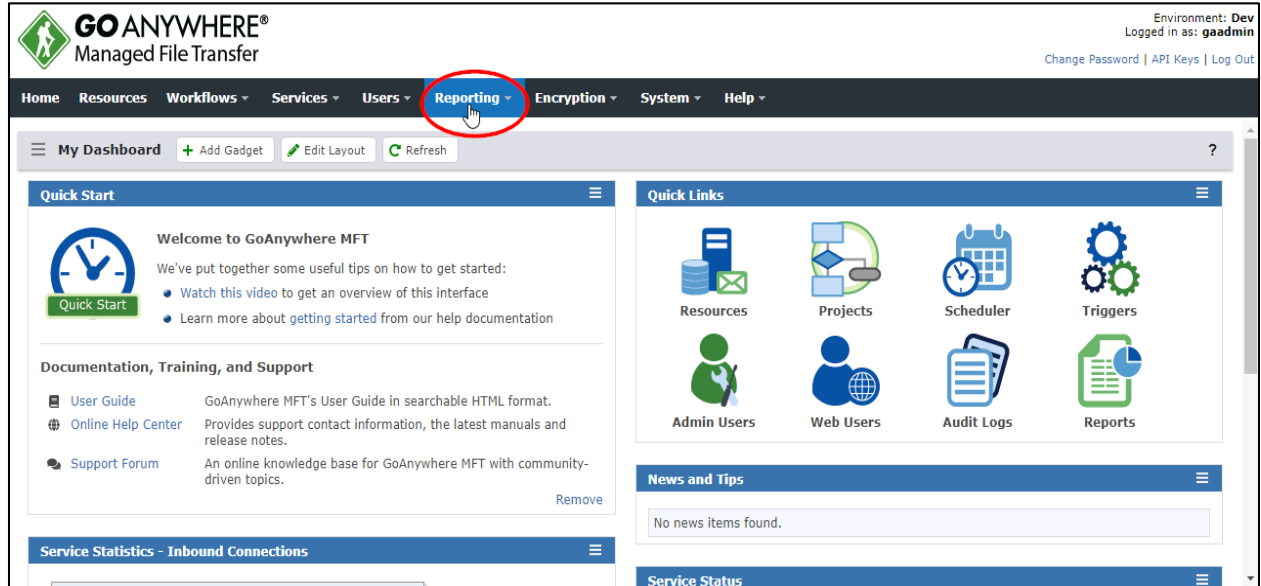 GO ANYWHERE®
Managed File Transfer
Environment: Dev
Logged in as: gaadmin
Change Password | API Keys | Log Out
Home Resources Workflows Services Users Reporting Encryption System Help
My Dashboard + Add Gadget Edit Layout Refresh ?
Quick Start
Quick Start
Welcome to GoAnywhere MFT
We've put together some useful tips on how to get started:
Watch this video to get an overview of this interface
Learn more about getting started from our help documentation
Documentation, Training, and Support
User Guide GoAnywhere MFT's User Guide in searchable HTML format.
Online Help Center Provides support contact information, the latest manuals and
release notes.
Support Forum An online knowledge base for GoAnywhere MFT with community-
driven topics.
Remove
Service Statistics - Inbound Connections
Quick Links
Resources Projects Scheduler Triggers
Admin Users Web Users Audit Logs Reports
News and Tips
No news items found.
Service Status